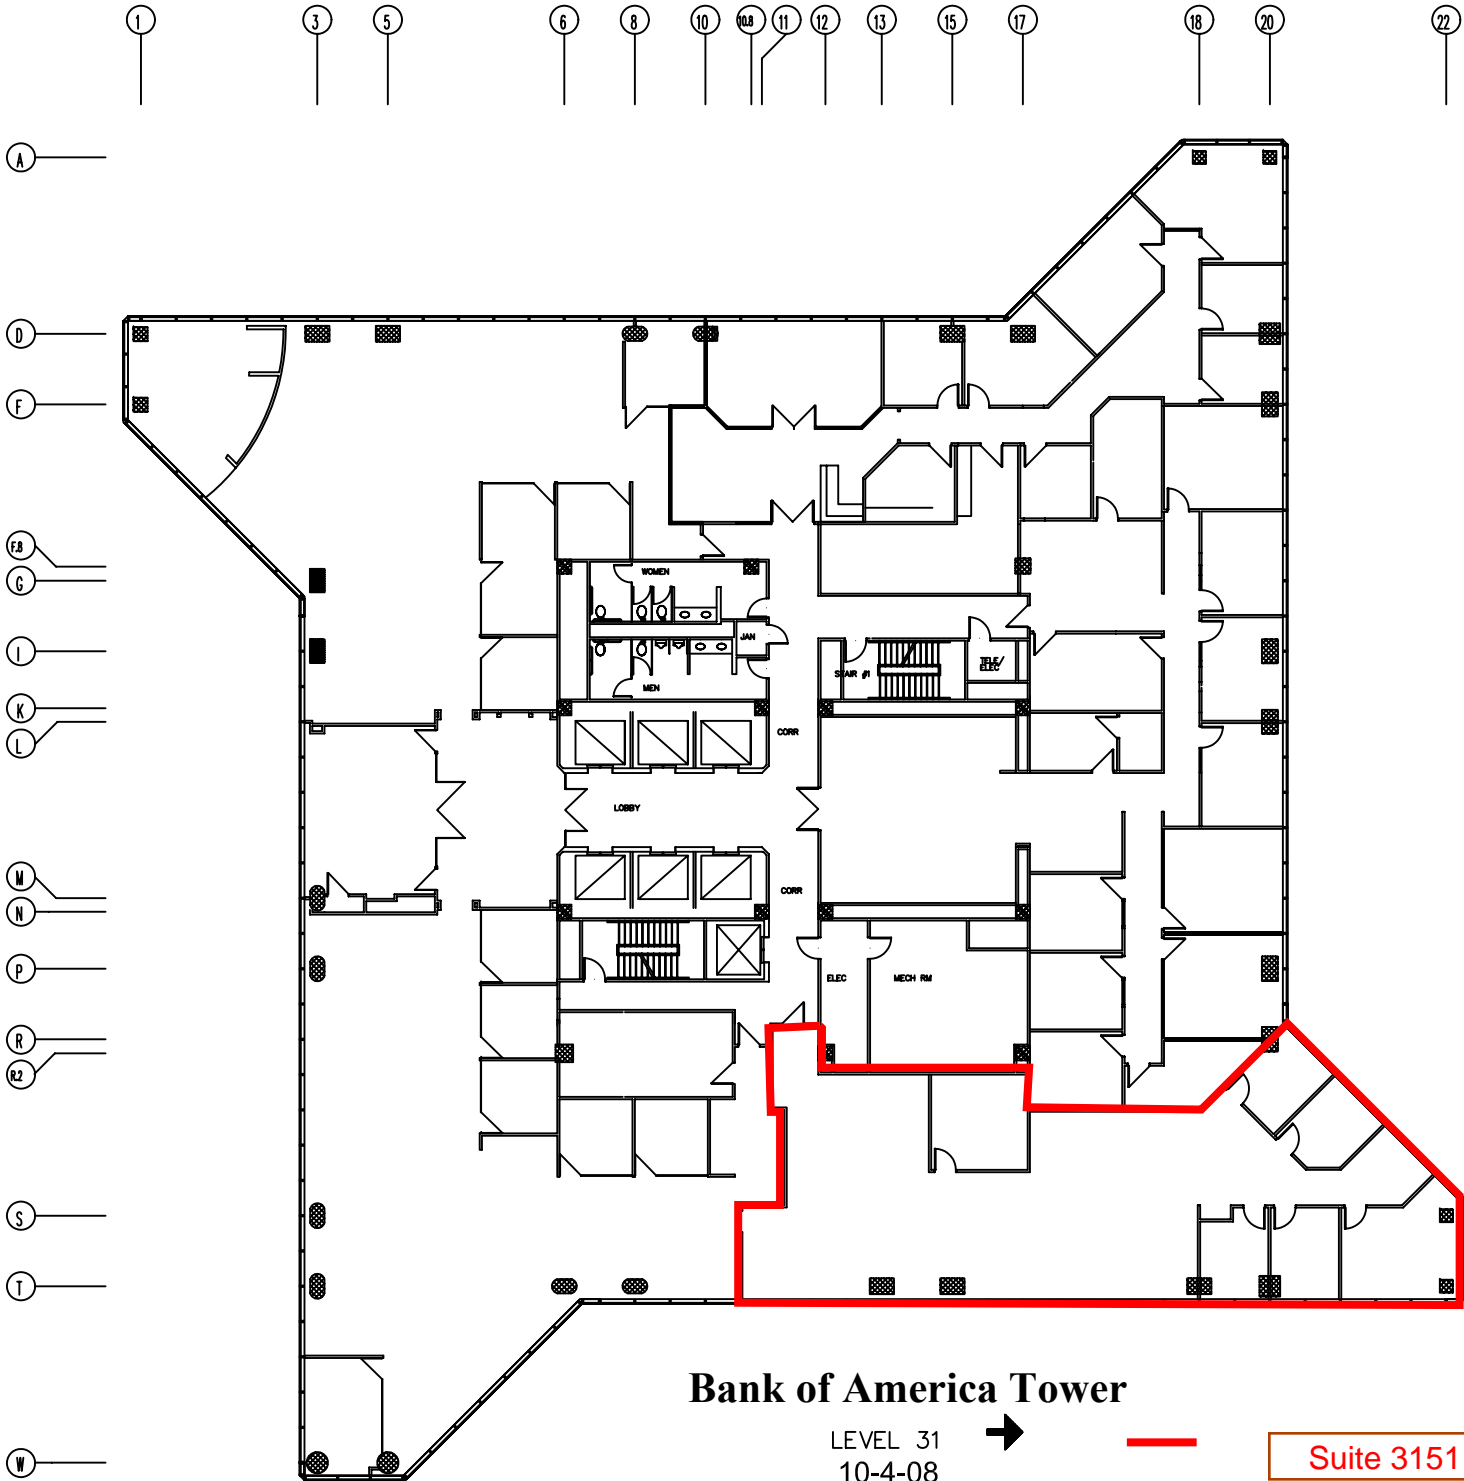 1 3 5 6 8 10 10.8 11 12 13 15 17 18 20 22
A
D
F
F.8
G
I
K
L
M
N
P
R
R.2
S
T
W
WOMEN
JAN
MEN
STAIR #1
TELE/
ELEC
CORR
LOBBY
CORR
ELEC
MECH RM
Bank of America Tower
LEVEL 31
10-4-08
Suite 3151